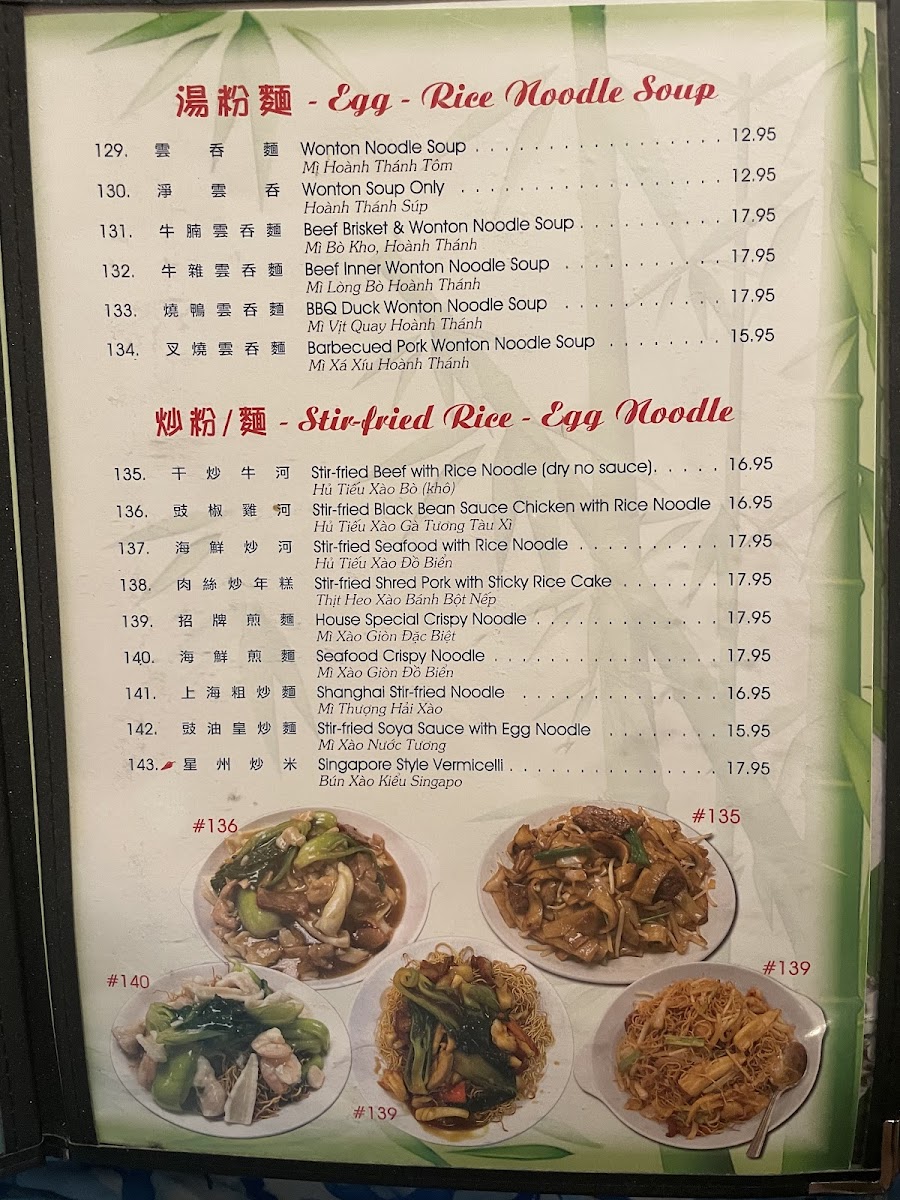 湯粉麵 - Egg - Rice Noodle Soup
129. 雲吞麵 Wonton Noodle Soup . . . . . . . . . . . . . . . . . 12.95
Mì Hoành Thánh Tôm
130. 淨雲吞 Wonton Soup Only . . . . . . . . . . . . . . . . . . 12.95
Hoành Thánh Súp
131. 牛腩雲吞麵 Beef Brisket & Wonton Noodle Soup . . . . . . . . . . 17.95
Mì Bò Kho, Hoành Thánh
132. 牛雜雲吞麵 Beef Inner Wonton Noodle Soup . . . . . . . . . . . 17.95
Mì Lòng Bò Hoành Thánh
133. 燒鴨雲吞麵 BBQ Duck Wonton Noodle Soup . . . . . . . . . . . 17.95
Mì Vịt Quay Hoành Thánh
134. 叉燒雲吞麵 Barbecued Pork Wonton Noodle Soup . . . . . . . . 15.95
Mì Xá Xíu Hoành Thánh
炒粉/麵 - Stir-fried Rice - Egg Noodle
135. 干炒牛河 Stir-fried Beef with Rice Noodle (dry no sauce). . . . . . 16.95
Hủ Tiếu Xào Bò (khô)
136. 豉椒雞河 Stir-fried Black Bean Sauce Chicken with Rice Noodle 16.95
Hủ Tiếu Xào Gà Tương Tàu Xì
137. 海鮮炒河 Stir-fried Seafood with Rice Noodle . . . . . . . . . . 17.95
Hủ Tiếu Xào Đồ Biển
138. 肉絲炒年糕 Stir-fried Shred Pork with Sticky Rice Cake . . . . . . . 17.95
Thịt Heo Xào Bánh Bột Nếp
139. 招牌煎麵 House Special Crispy Noodle . . . . . . . . . . . . . 17.95
Mì Xào Giòn Đặc Biệt
140. 海鮮煎麵 Seafood Crispy Noodle . . . . . . . . . . . . . . . . 17.95
Mì Xào Giòn Đồ Biển
141. 上海粗炒麵 Shanghai Stir-fried Noodle . . . . . . . . . . . . . . 16.95
Mì Thượng Hải Xào
142. 豉油皇炒麵 Stir-fried Soya Sauce with Egg Noodle . . . . . . . . 15.95
Mì Xào Nước Tương
143. 星州炒米 Singapore Style Vermicelli . . . . . . . . . . . . . . . 17.95
Bún Xào Kiểu Singapo
#136
#135
#140
#139
#139